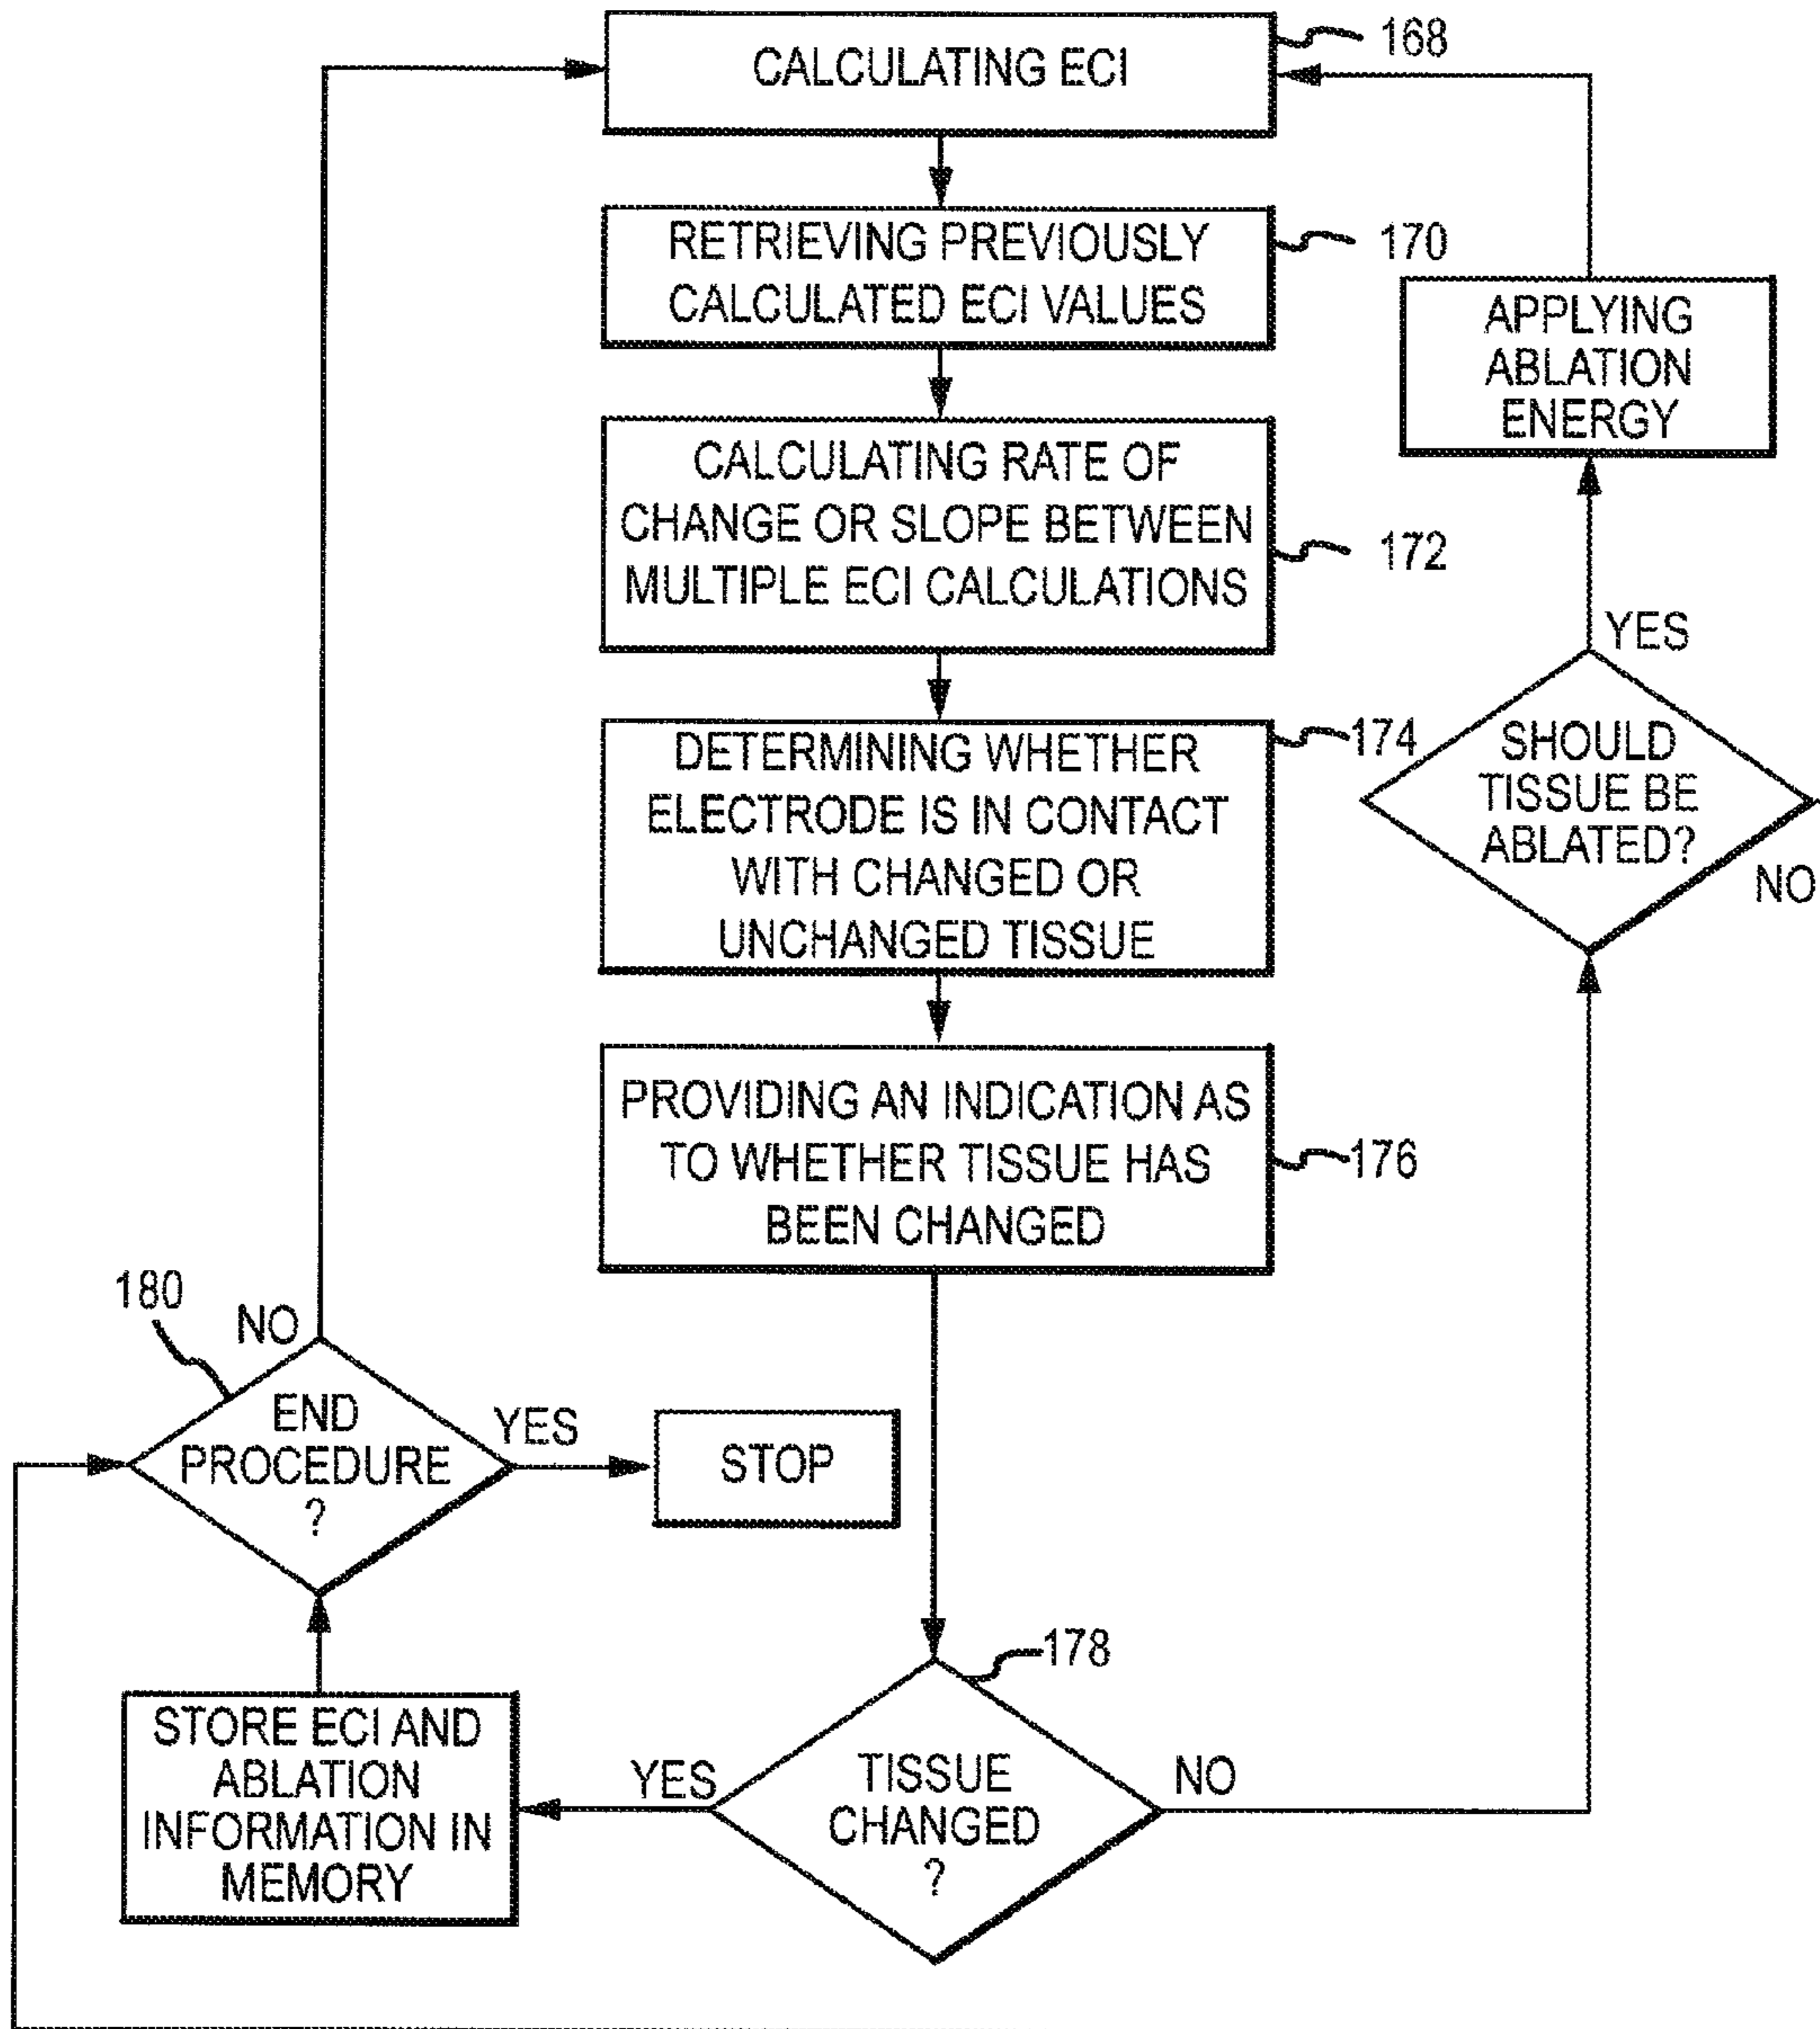 CALCULATING ECI
168
RETRIEVING PREVIOUSLY
CALCULATED ECI VALUES
170
APPLYING
ABLATION
ENERGY
CALCULATING RATE OF
CHANGE OR SLOPE BETWEEN
MULTIPLE ECI CALCULATIONS
172
YES
SHOULD
TISSUE BE
ABLATED?
NO
DETERMINING WHETHER
ELECTRODE IS IN CONTACT
WITH CHANGED OR
UNCHANGED TISSUE
174
PROVIDING AN INDICATION AS
TO WHETHER TISSUE HAS
BEEN CHANGED
176
180
NO
END
PROCEDURE
?
YES
STOP
178
TISSUE
CHANGED
?
YES
NO
STORE ECI AND
ABLATION
INFORMATION IN
MEMORY